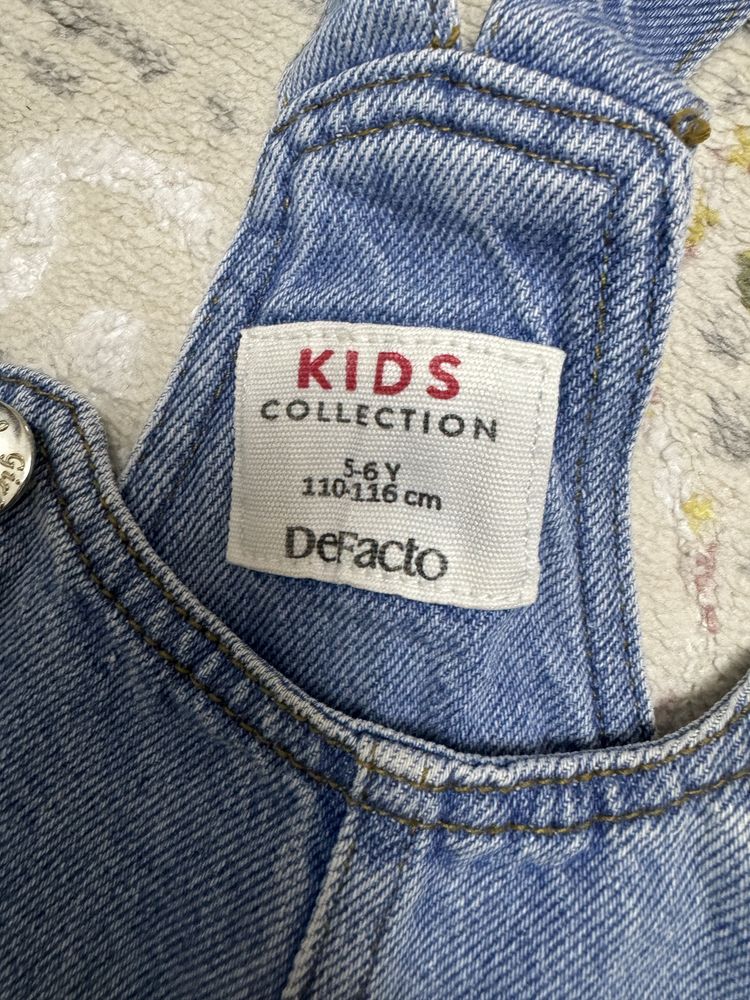 KIDS
COLLECTION
5-6 Y
110-116 cm
DeFacto